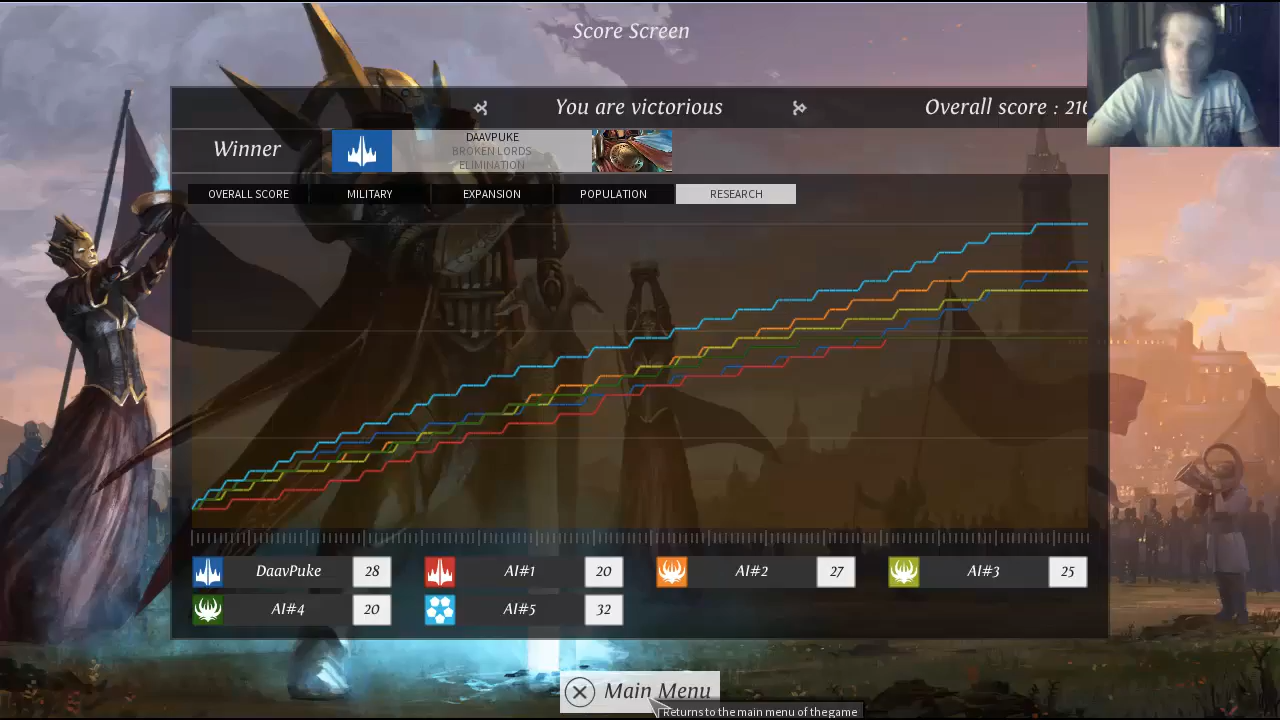 Score Screen
You are victorious
Overall score : 210
Winner
DAAVPUKE
BROKEN LORDS
ELIMINATION
OVERALL SCORE
MILITARY
EXPANSION
POPULATION
RESEARCH
DaavPuke 28
AI#1 20
AI#2 27
AI#3 25
AI#4 20
AI#5 32
Main Menu
Returns to the main menu of the game